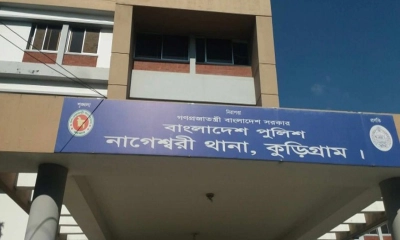 গণপ্রজাতন্ত্রী বাংলাদেশ সরকার
বাংলাদেশ পুলিশ
নাগেশ্বরী থানা, কুড়িগ্রাম ।